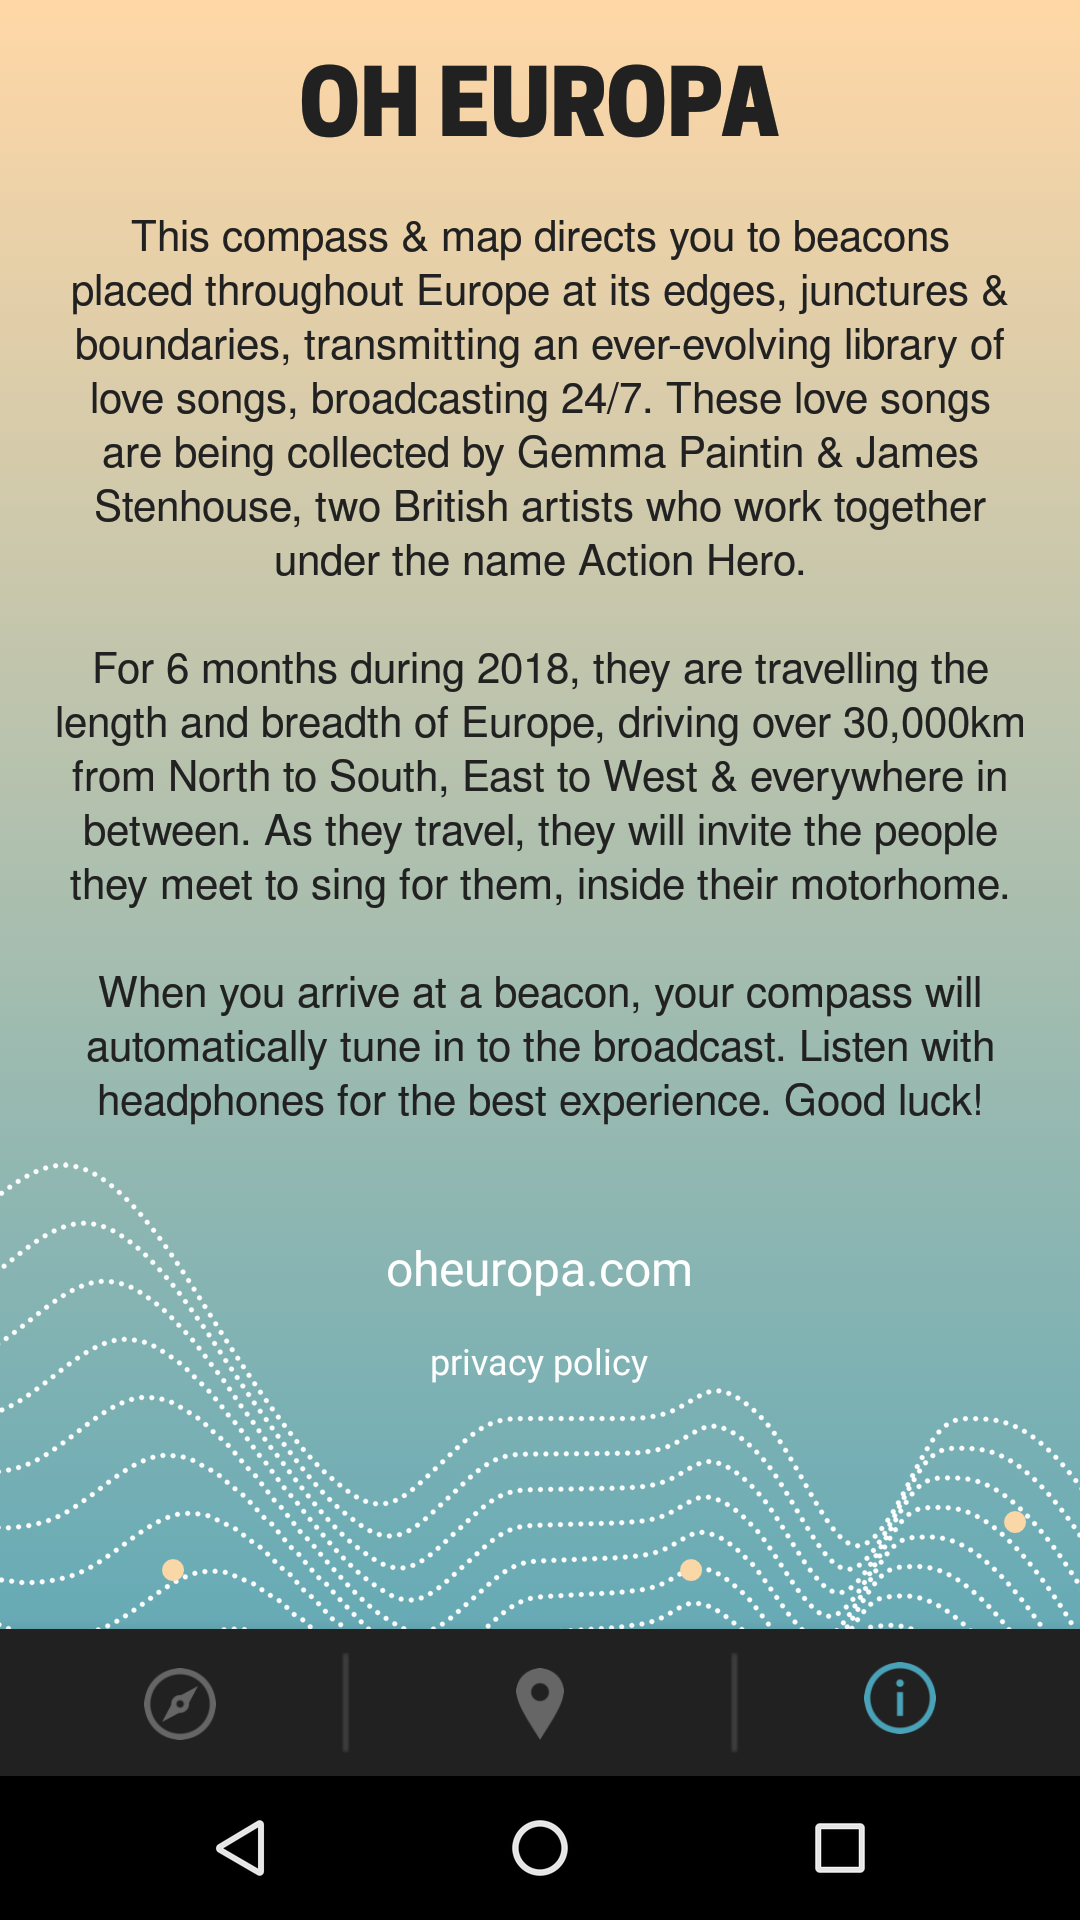 OH EUROPA
This compass & map directs you to beacons
placed throughout Europe at its edges, junctures &
boundaries, transmitting an ever-evolving library of
love songs, broadcasting 24/7. These love songs
are being collected by Gemma Paintin & James
Stenhouse, two British artists who work together
under the name Action Hero.
For 6 months during 2018, they are travelling the
length and breadth of Europe, driving over 30,000km
from North to South, East to West & everywhere in
between. As they travel, they will invite the people
they meet to sing for them, inside their motorhome.
When you arrive at a beacon, your compass will
automatically tune in to the broadcast. Listen with
headphones for the best experience. Good luck!
oheuropa.com
privacy policy